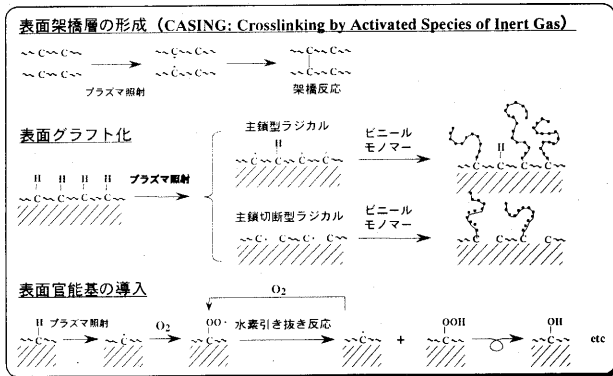 表面架橋層の形成（CASING: Crosslinking by Activated Species of Inert Gas）
~~C~C~~ ~~C~C~~ ~~C~C~~
~~C~C~~ プラズマ照射 ~~C~C~~ ~~C~C~~
架橋反応
表面グラフト化
主鎖型ラジカル
H
ビニール
モノマー
H H H H
~~C~C~C~C~~
プラズマ照射
~~C~C~C~C~~
H
~~C~C~C~C~~
主鎖切断型ラジカル
ビニール
モノマー
~~C· C~C· C~~
~~C C~C C~~
表面官能基の導入
O₂
H
~C~
プラズマ照射
~C~
O₂
OO·
~C~
水素引き抜き反応
~C~
+
OOH
~C~
OH
~C~
etc